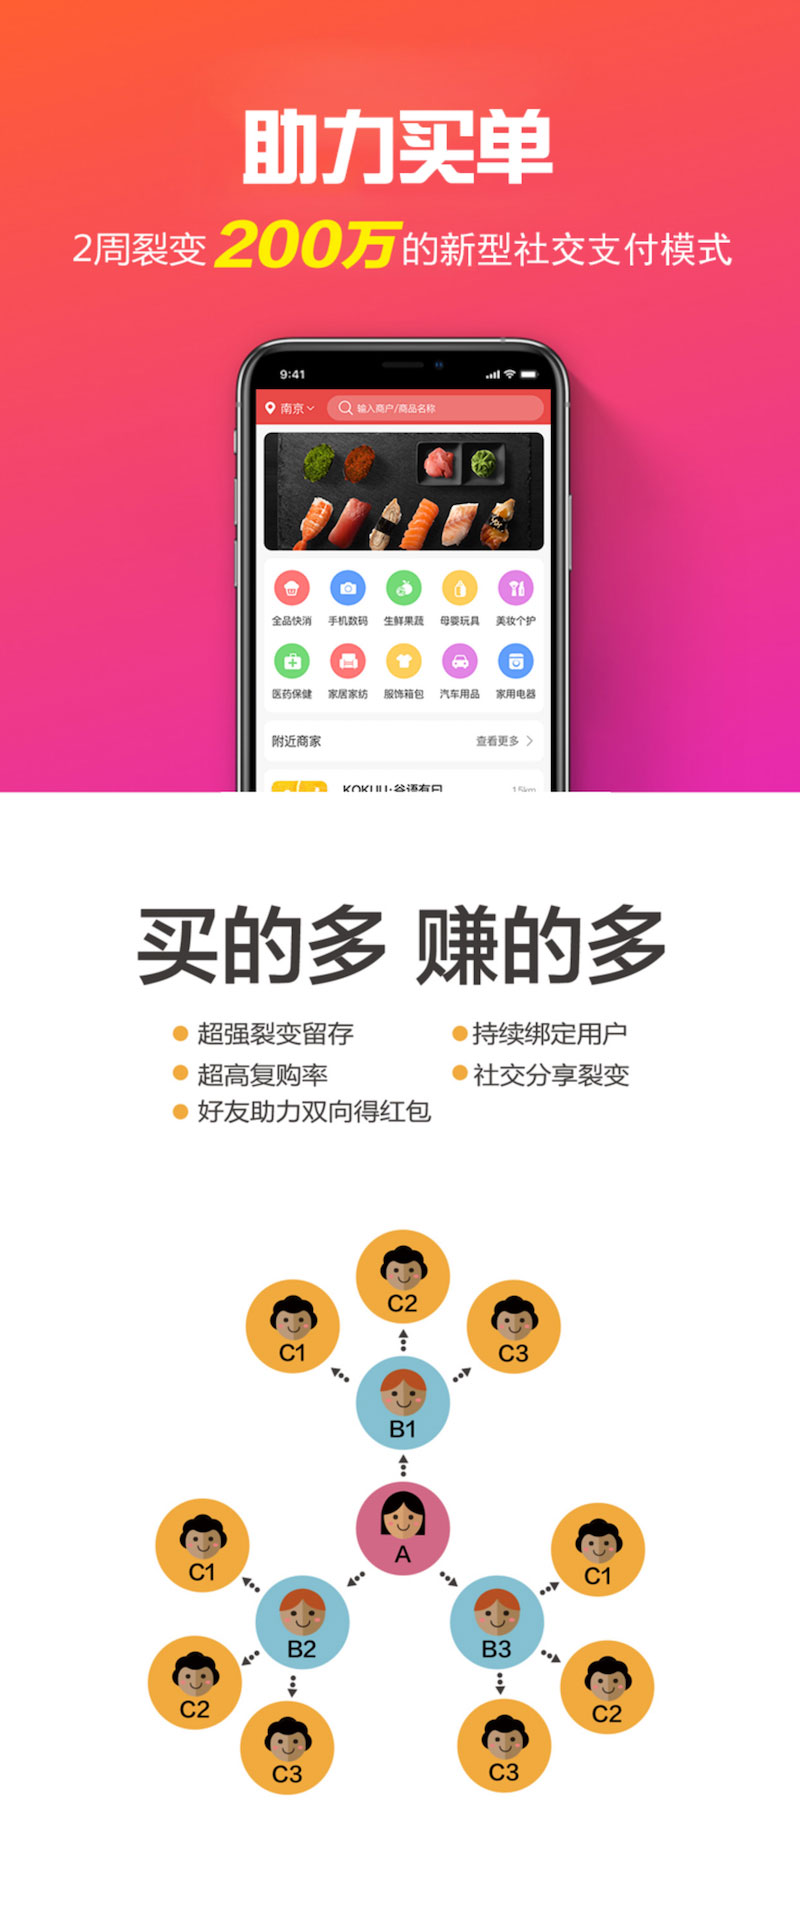 助力买单
2周裂变200万的新型社交支付模式
9:41
南京
输入商户/商品名称
全品快消 手机数码 生鲜果蔬 母婴玩具 美妆个护
医药保健 家居家纺 服饰箱包 汽车用品 家用电器
附近商家 查看更多
买的多 赚的多
超强裂变留存 持续绑定用户
超高复购率 社交分享裂变
好友助力双向得红包
C2
C1 C3
B1
A
C1 C1
B2 B3
C2 C2
C3 C3